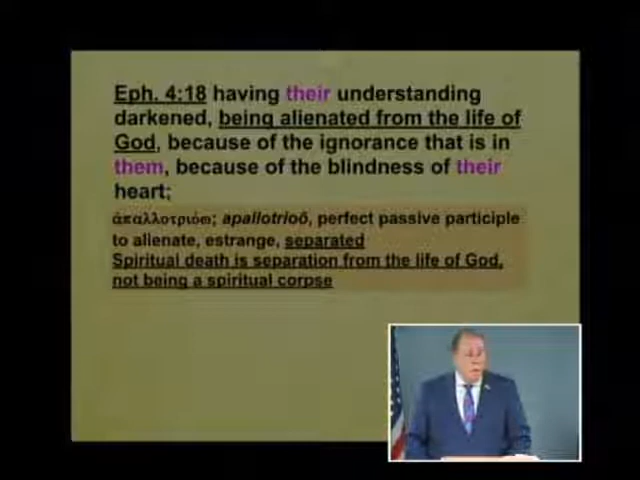 Eph. 4:18 having their understanding
darkened, being alienated from the life of
God, because of the ignorance that is in
them, because of the blindness of their
heart;
ἀπαλλοτριόω; apallotrioō, perfect passive participle
to alienate, estrange, separated
Spiritual death is separation from the life of God,
not being a spiritual corpse